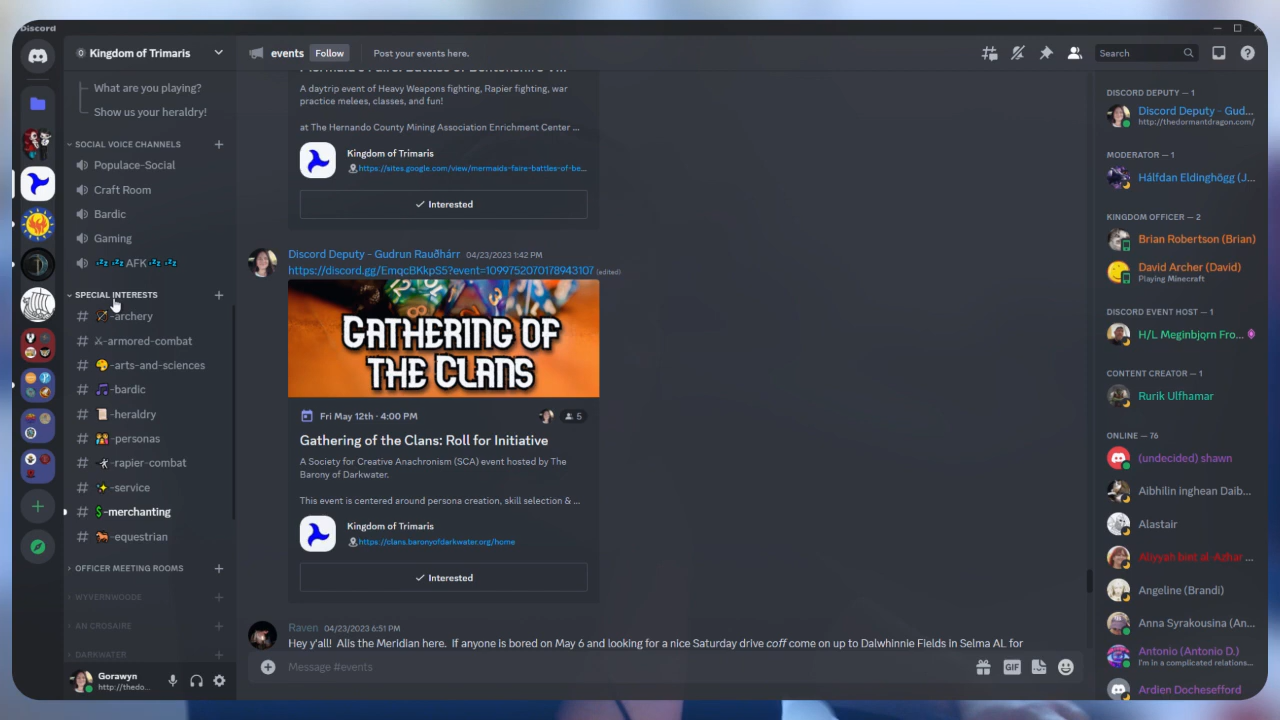 Discord
Kingdom of Trimaris
What are you playing?
Show us your heraldry!
SOCIAL VOICE CHANNELS
Populace-Social
Craft Room
Bardic
Gaming
💤💤AFK💤💤
SPECIAL INTERESTS
# 🏹-archery
# ⚔-armored-combat
# 🎨-arts-and-sciences
# 🎵-bardic
# 📜-heraldry
# 👥-personas
# 🤺-rapier-combat
# ✨-service
# 💲-merchanting
# 🏇-equestrian
OFFICER MEETING ROOMS
WYVERNWOODE
AN CROSAIRE
DARKWATER
Gorawyn
http://thedo...
events Follow Post your events here.
Search
A daytrip event of Heavy Weapons fighting, Rapier fighting, war
practice melees, classes, and fun!
at The Hernando County Mining Association Enrichment Center ...
Kingdom of Trimaris
https://sites.google.com/view/mermaids-faire-battles-of-be...
✓ Interested
Discord Deputy - Gudrun Rauðhárr 04/23/2023 1:42 PM
https://discord.gg/EmqcBKkpS5?event=1099752070178943107 (edited)
GATHERING OF
THE CLANS
Fri May 12th · 4:00 PM 5
Gathering of the Clans: Roll for Initiative
A Society for Creative Anachronism (SCA) event hosted by The
Barony of Darkwater.
This event is centered around persona creation, skill selection & ...
Kingdom of Trimaris
https://clans.baronyofdarkwater.org/home
✓ Interested
Raven 04/23/2023 6:51 PM
Hey y'all! Alis the Meridian here. If anyone is bored on May 6 and looking for a nice Saturday drive coff come on up to Dalwhinnie Fields in Selma AL for
Message #events
GIF
DISCORD DEPUTY — 1
Discord Deputy - Gud...
http://thedormantdragon.com/
MODERATOR — 1
Hálfdan Eldinghǫgg (J...
KINGDOM OFFICER — 2
Brian Robertson (Brian)
David Archer (David)
Playing Minecraft
DISCORD EVENT HOST — 1
H/L Meginbjqrn Fro...
CONTENT CREATOR — 1
Rurik Ulfhamar
ONLINE — 76
(undecided) shawn
Aibhilin inghean Daib...
Alastair
Aliyyah bint al-Azhar ...
Angeline (Brandi)
Anna Syrakousina (An...
Antonio (Antonio D.)
I'm in a complicated relations...
Ardien Dochesefford